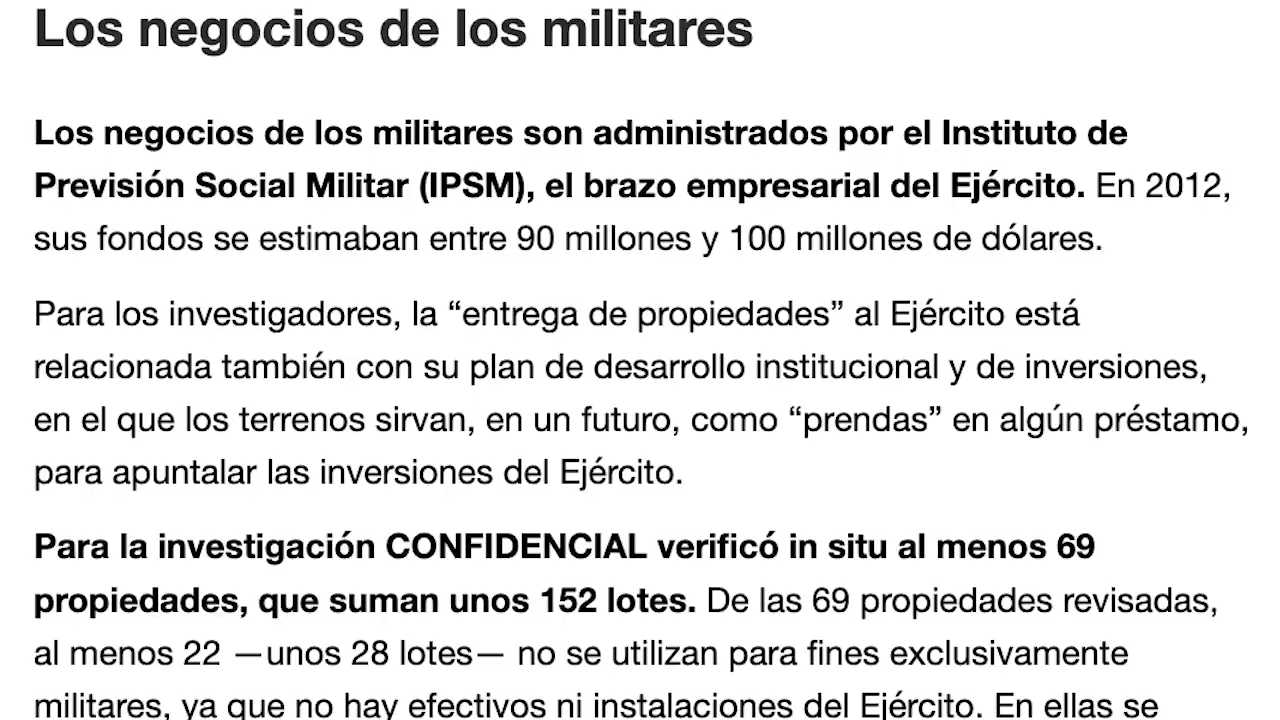 Los negocios de los militares
Los negocios de los militares son administrados por el Instituto de
Previsión Social Militar (IPSM), el brazo empresarial del Ejército. En 2012,
sus fondos se estimaban entre 90 millones y 100 millones de dólares.
Para los investigadores, la “entrega de propiedades” al Ejército está
relacionada también con su plan de desarrollo institucional y de inversiones,
en el que los terrenos sirvan, en un futuro, como “prendas” en algún préstamo,
para apuntalar las inversiones del Ejército.
Para la investigación CONFIDENCIAL verificó in situ al menos 69
propiedades, que suman unos 152 lotes. De las 69 propiedades revisadas,
al menos 22 —unos 28 lotes— no se utilizan para fines exclusivamente
militares, ya que no hay efectivos ni instalaciones del Ejército. En ellas se